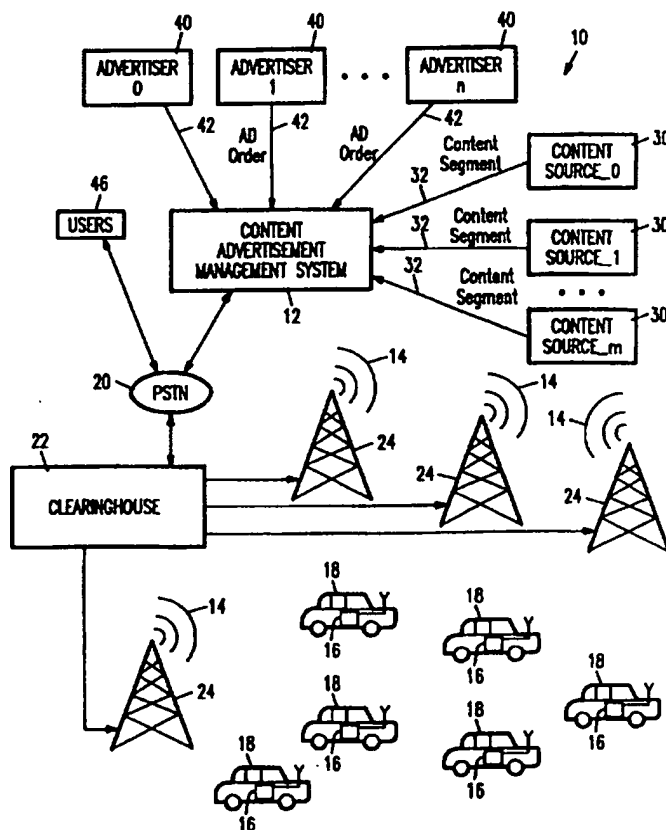 40
40
40
10
ADVERTISER
0
ADVERTISER
1
• • •
ADVERTISER
n
42
42
42
AD
Order
AD
Order
Content
Segment
32
CONTENT
SOURCE_0
30
46
USERS
CONTENT
ADVERTISEMENT
MANAGEMENT SYSTEM
12
Content
Segment
32
CONTENT
SOURCE_1
30
Content
Segment
32
• • •
CONTENT
SOURCE_m
30
20
PSTN
14
14
14
22
CLEARINGHOUSE
24
24
24
14
24
18
16
18
16
18
16
18
16
18
16
18
16